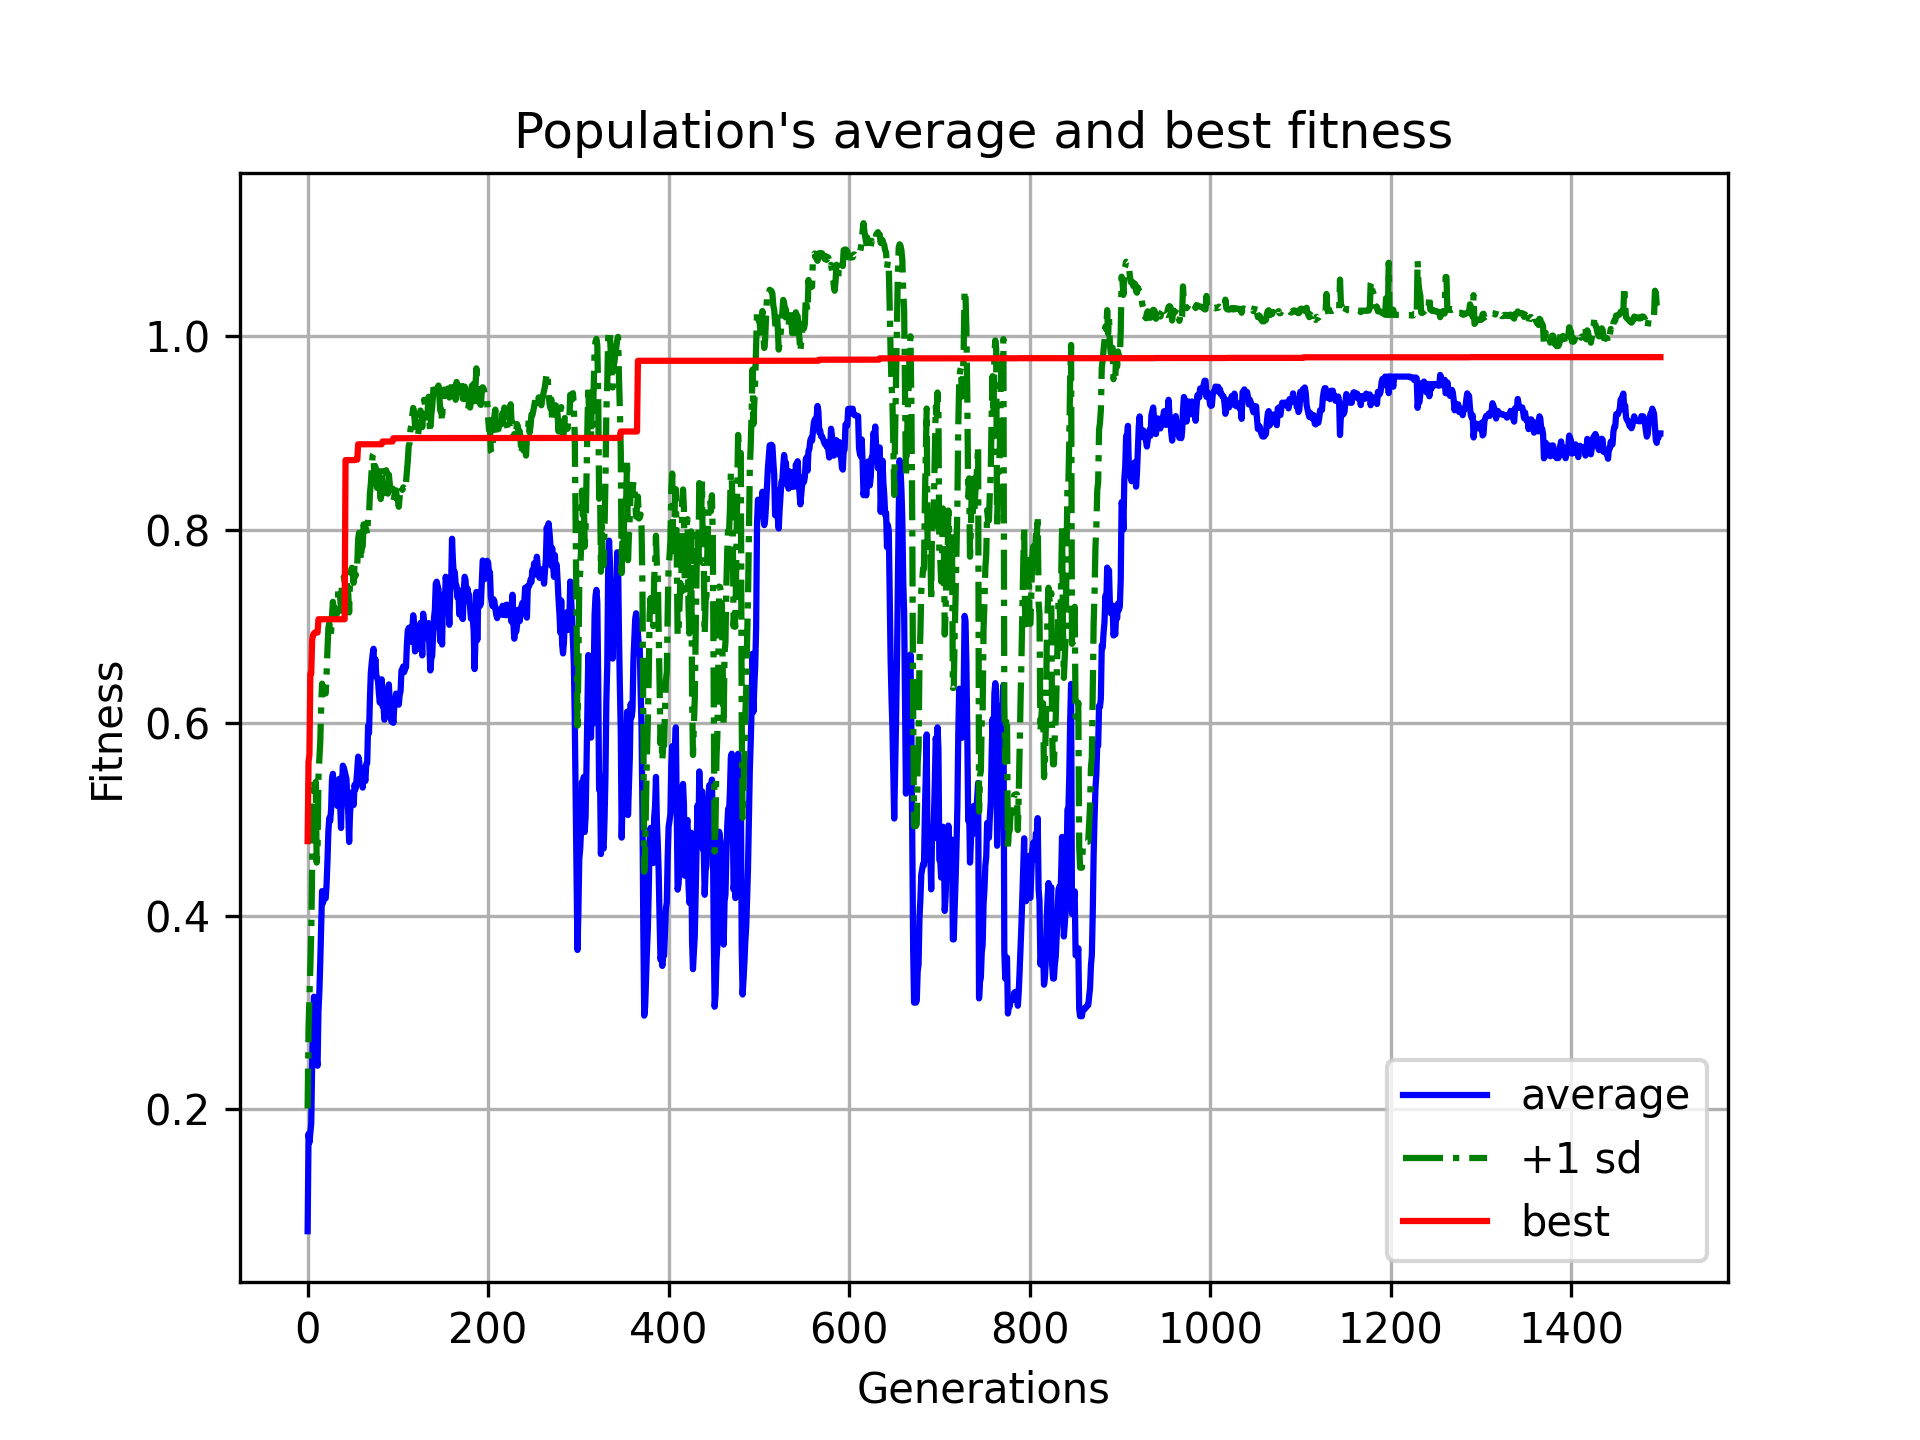 Population's average and best fitness
Fitness
1.0
0.8
0.6
0.4
0.2
0 200 400 600 800 1000 1200 1400
Generations
average
+1 sd
best